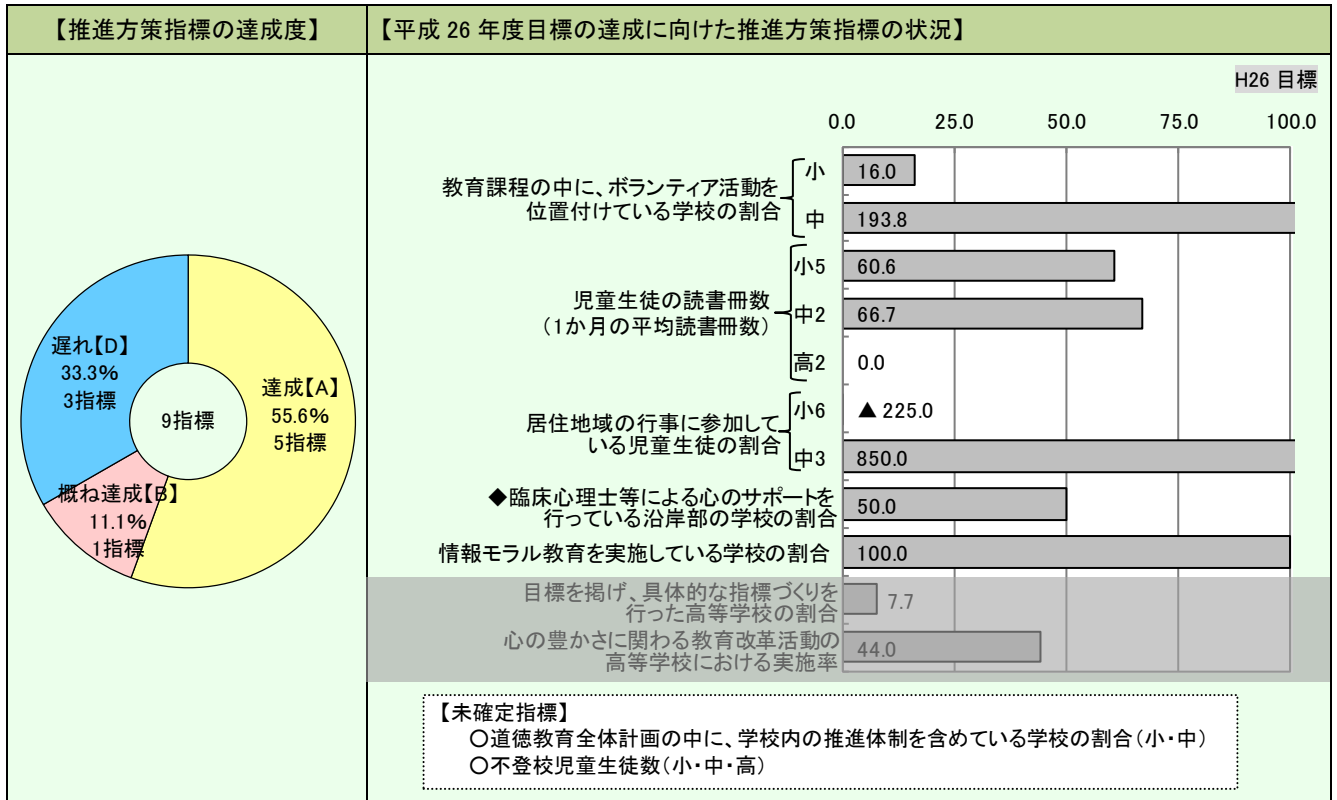 【推進方策指標の達成度】
【平成 26 年度目標の達成に向けた推進方策指標の状況】
遅れ【D】
33.3%
3指標
達成【A】
55.6%
5指標
9指標
概ね達成【B】
11.1%
1指標
H26 目標
0.0 25.0 50.0 75.0 100.0
教育課程の中に、ボランティア活動を
位置付けている学校の割合
小 16.0
中 193.8
児童生徒の読書冊数
(1か月の平均読書冊数)
小5 60.6
中2 66.7
高2 0.0
居住地域の行事に参加して
いる児童生徒の割合
小6 ▲ 225.0
中3 850.0
◆臨床心理士等による心のサポートを
行っている沿岸部の学校の割合
50.0
情報モラル教育を実施している学校の割合 100.0
目標を掲げ、具体的な指標づくりを
行った高等学校の割合
7.7
心の豊かさに関わる教育改革活動の
高等学校における実施率
44.0
【未確定指標】
○道徳教育全体計画の中に、学校内の推進体制を含めている学校の割合(小・中)
○不登校児童生徒数(小・中・高)